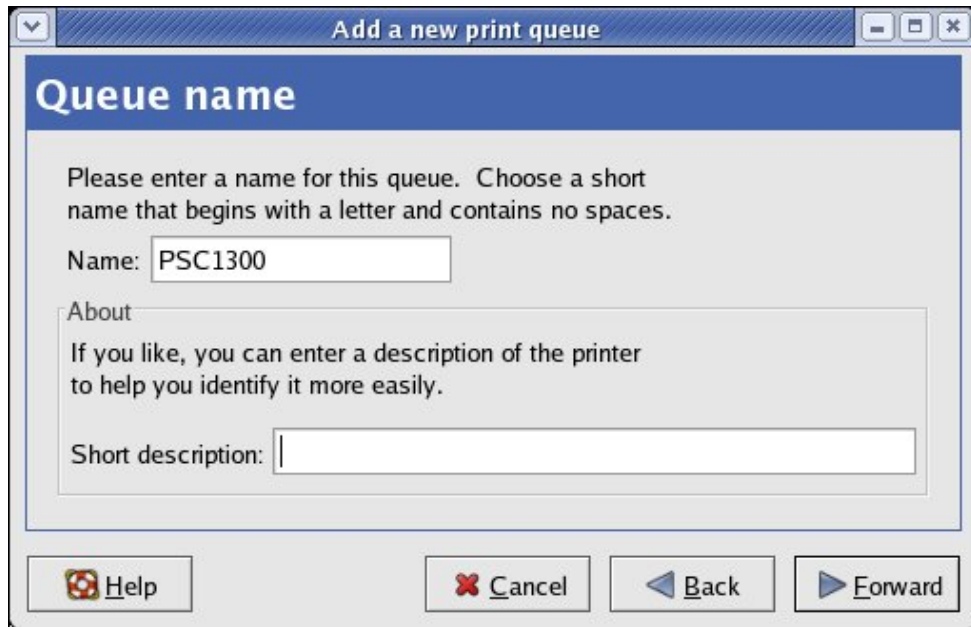 Add a new print queue
Queue name
Please enter a name for this queue.  Choose a short
name that begins with a letter and contains no spaces.
Name: PSC1300
About
If you like, you can enter a description of the printer
to help you identify it more easily.
Short description:
Help Cancel Back Forward